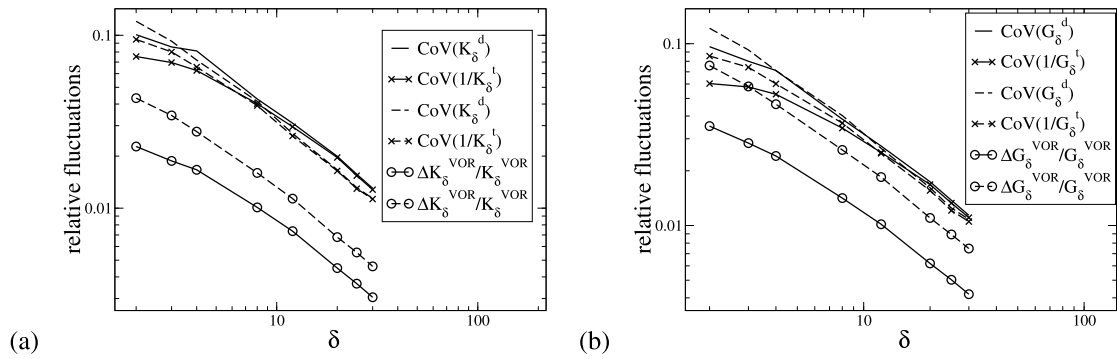 0.1
0.01
relative fluctuations
10
100
δ
(a)
CoV(K_δ^d)
CoV(1/K_δ^t)
CoV(K_δ^d)
CoV(1/K_δ^t)
ΔK_δ^VOR/K_δ^VOR
ΔK_δ^VOR/K_δ^VOR
0.1
0.01
relative fluctuations
10
100
δ
(b)
CoV(G_δ^d)
CoV(1/G_δ^t)
CoV(G_δ^d)
CoV(1/G_δ^t)
ΔG_δ^VOR/G_δ^VOR
ΔG_δ^VOR/G_δ^VOR